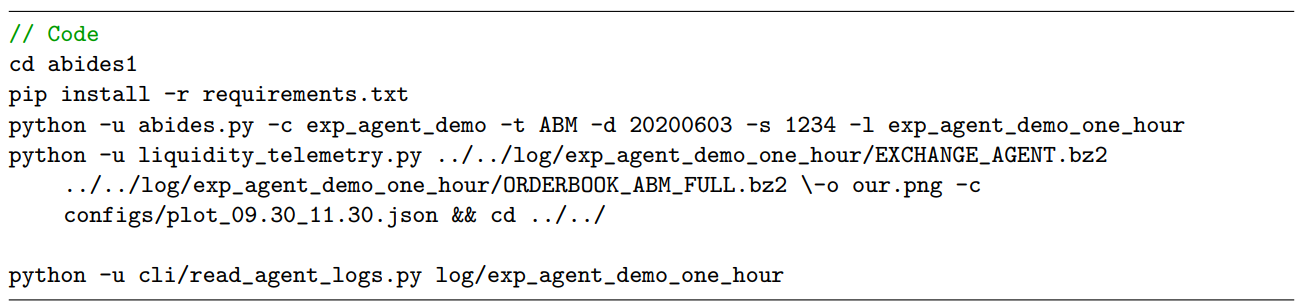 // Code
cd abides1
pip install -r requirements.txt
python -u abides.py -c exp_agent_demo -t ABM -d 20200603 -s 1234 -l exp_agent_demo_one_hour
python -u liquidity_telemetry.py ../../log/exp_agent_demo_one_hour/EXCHANGE_AGENT.bz2
../../log/exp_agent_demo_one_hour/ORDERBOOK_ABM_FULL.bz2 \-o our.png -c
configs/plot_09.30_11.30.json && cd ../../
python -u cli/read_agent_logs.py log/exp_agent_demo_one_hour